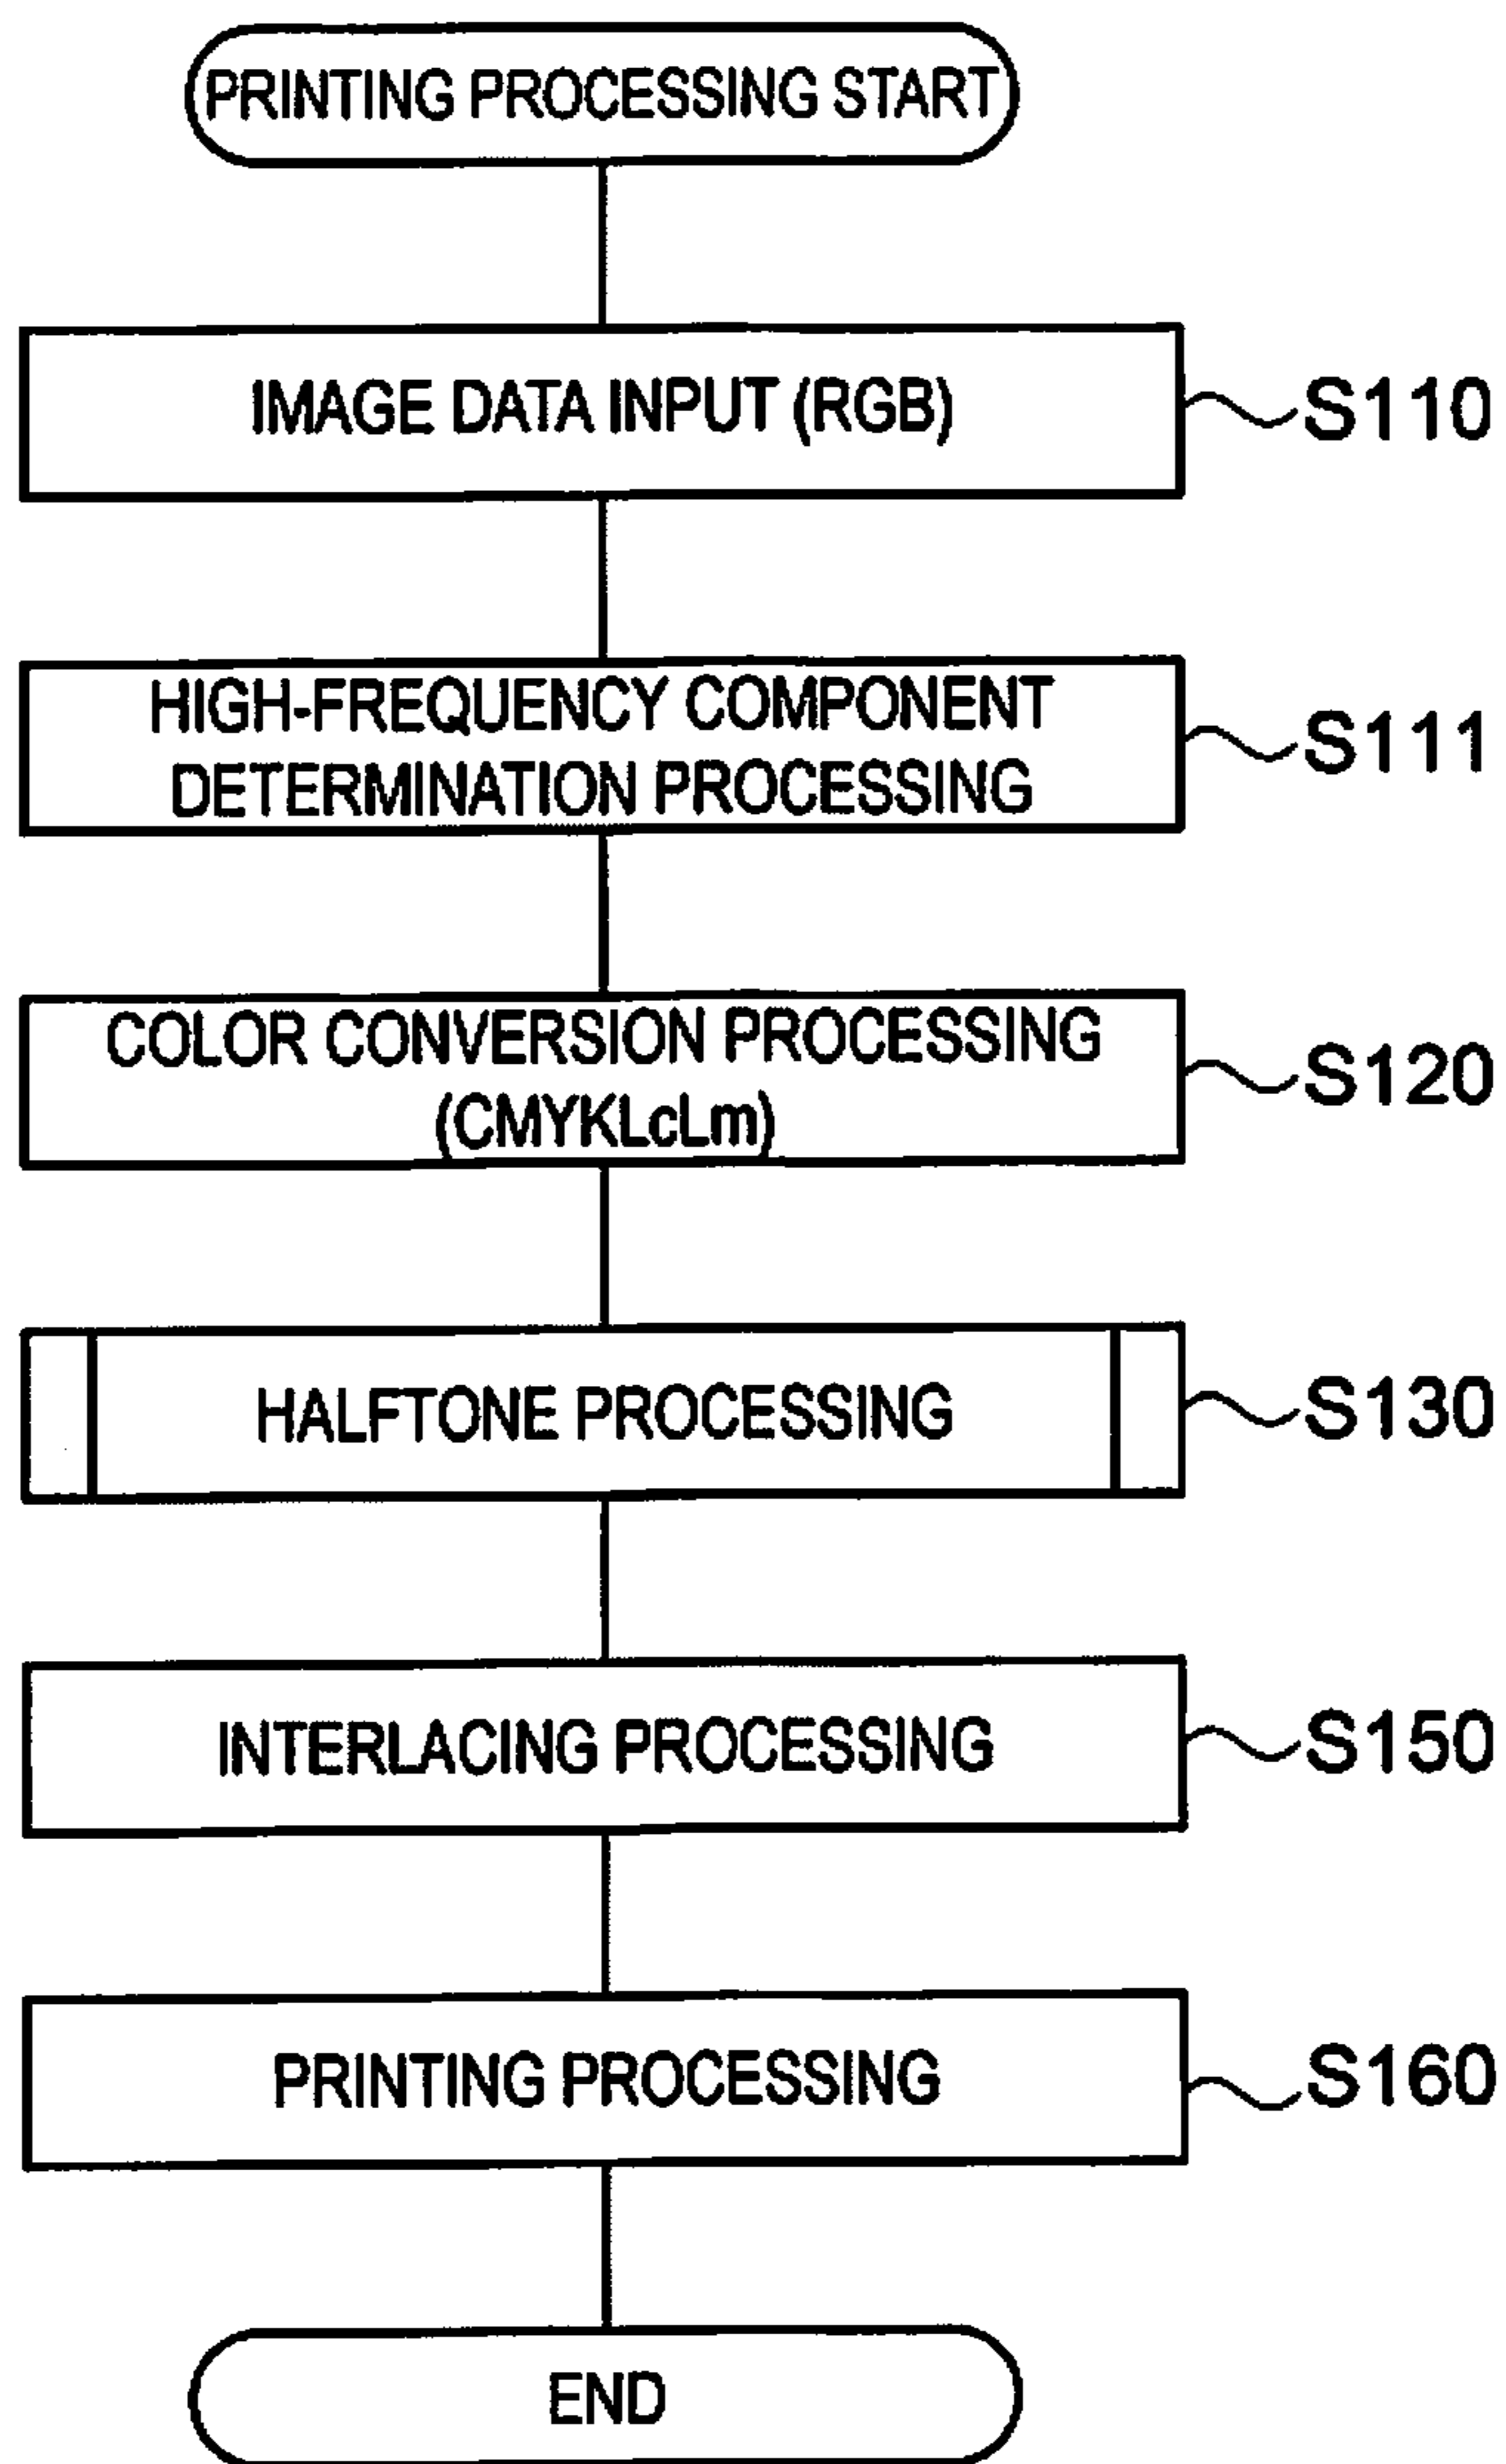 PRINTING PROCESSING START
IMAGE DATA INPUT (RGB)
S110
HIGH-FREQUENCY COMPONENT
DETERMINATION PROCESSING
S111
COLOR CONVERSION PROCESSING
(CMYKLcLm)
S120
HALFTONE PROCESSING
S130
INTERLACING PROCESSING
S150
PRINTING PROCESSING
S160
END